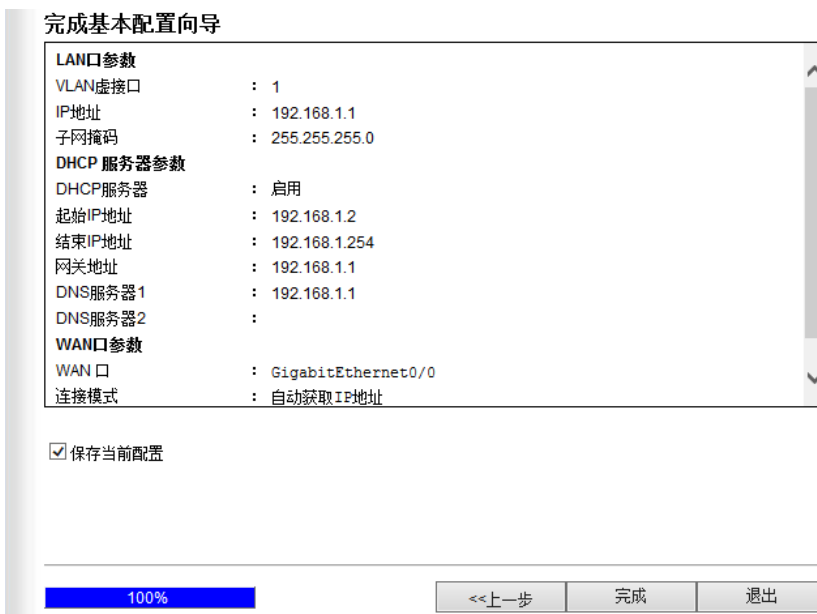 完成基本配置向导
LAN口参数
VLAN虚接口 : 1
IP地址 : 192.168.1.1
子网掩码 : 255.255.255.0
DHCP 服务器参数
DHCP服务器 : 启用
起始IP地址 : 192.168.1.2
结束IP地址 : 192.168.1.254
网关地址 : 192.168.1.1
DNS服务器1 : 192.168.1.1
DNS服务器2 :
WAN口参数
WAN 口 : GigabitEthernet0/0
连接模式 : 自动获取IP地址
保存当前配置
100% <<上一步 完成 退出